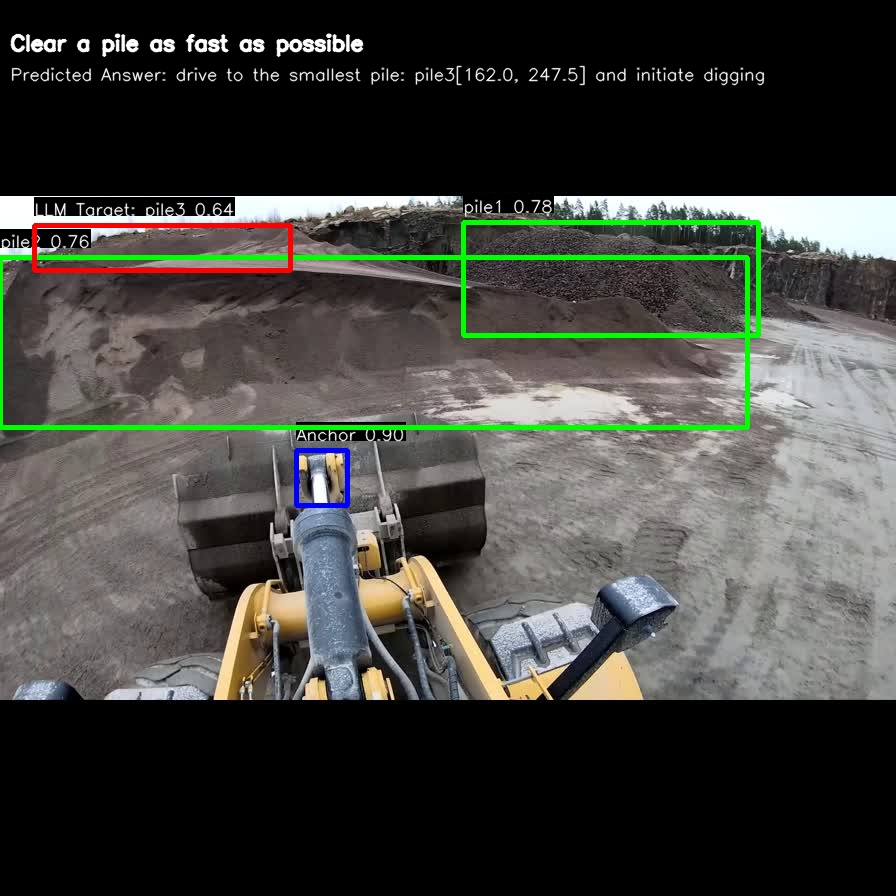 Clear a pile as fast as possible
Predicted Answer: drive to the smallest pile: pile3[162.0, 247.5] and initiate digging
LLM Target: pile3 0.64
pile1 0.78
pile2 0.76
Anchor 0.90